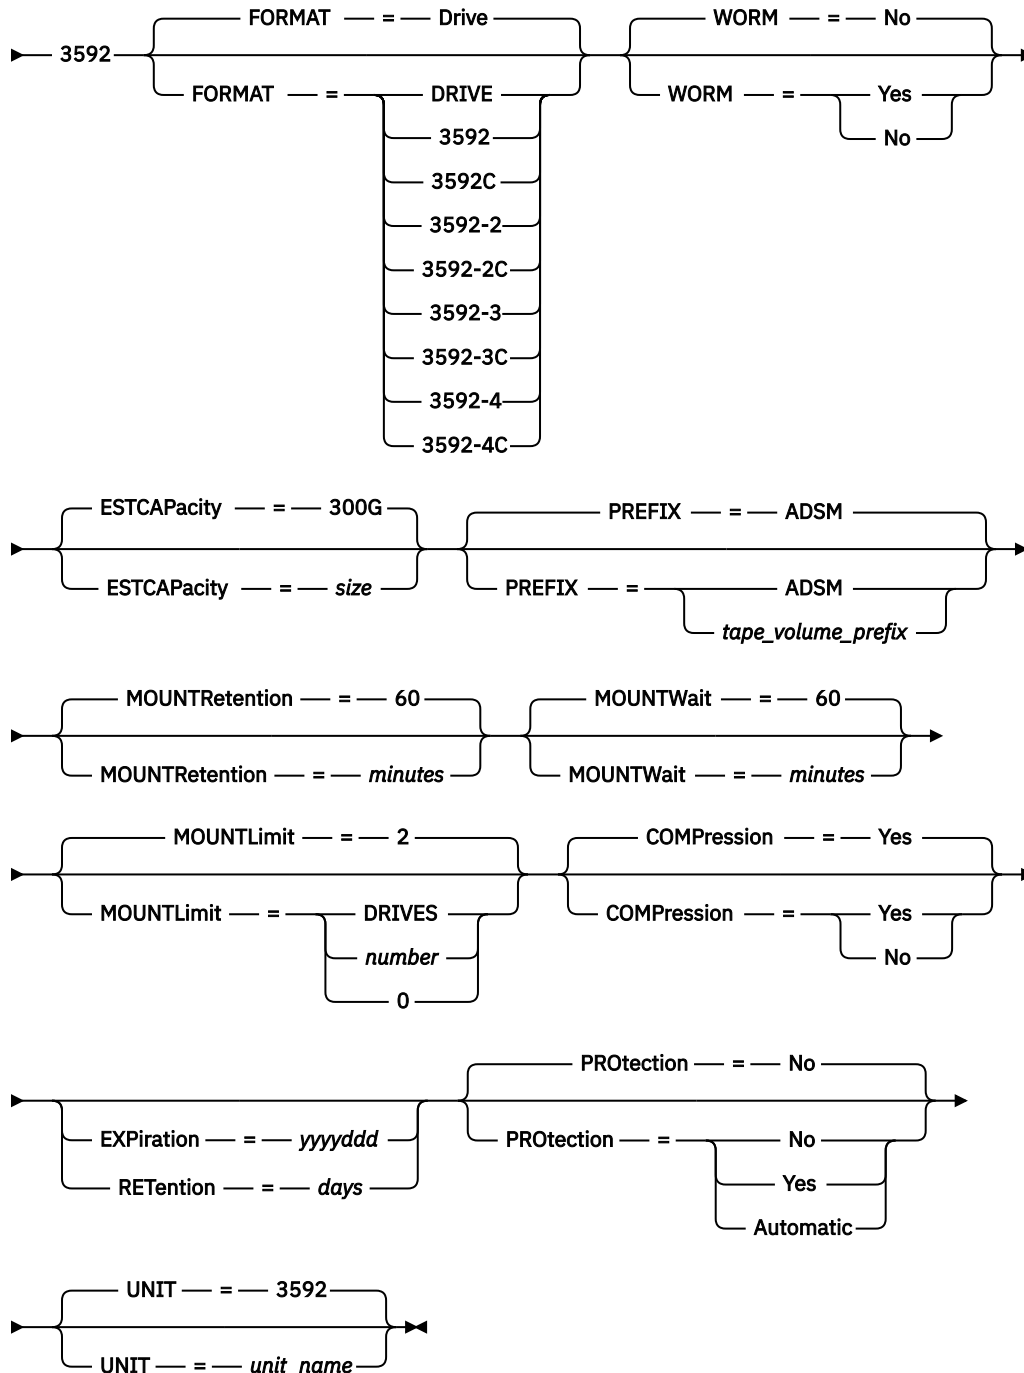 FORMAT = Drive WORM = No
3592
FORMAT = DRIVE WORM = Yes
3592 No
3592C
3592-2
3592-2C
3592-3
3592-3C
3592-4
3592-4C
ESTCAPacity = 300G PREFIX = ADSM
ESTCAPacity = size PREFIX = ADSM
tape_volume_prefix
MOUNTRetention = 60 MOUNTWait = 60
MOUNTRetention = minutes MOUNTWait = minutes
MOUNTLimit = 2 COMPression = Yes
MOUNTLimit = DRIVES COMPression = Yes
number No
0
PROtection = No
EXPiration = yyyyddd PROtection = No
RETention = days Yes
Automatic
UNIT = 3592
UNIT = unit_name